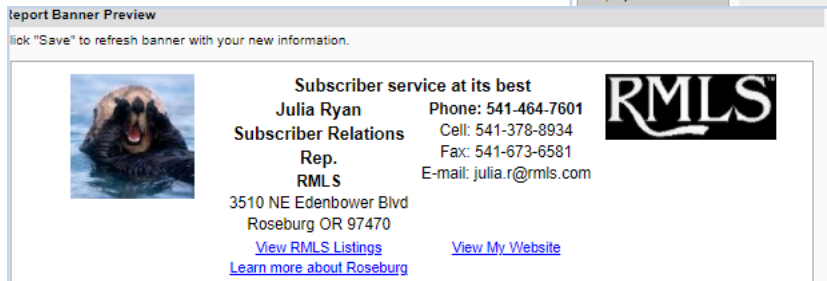 Report Banner Preview
lick "Save" to refresh banner with your new information.
Subscriber service at its best
Julia Ryan
Subscriber Relations
Rep.
RMLS
3510 NE Edenbower Blvd
Roseburg OR 97470
Phone: 541-464-7601
Cell: 541-378-8934
Fax: 541-673-6581
E-mail: julia.r@rmls.com
RMLS™
View RMLS Listings
View My Website
Learn more about Roseburg